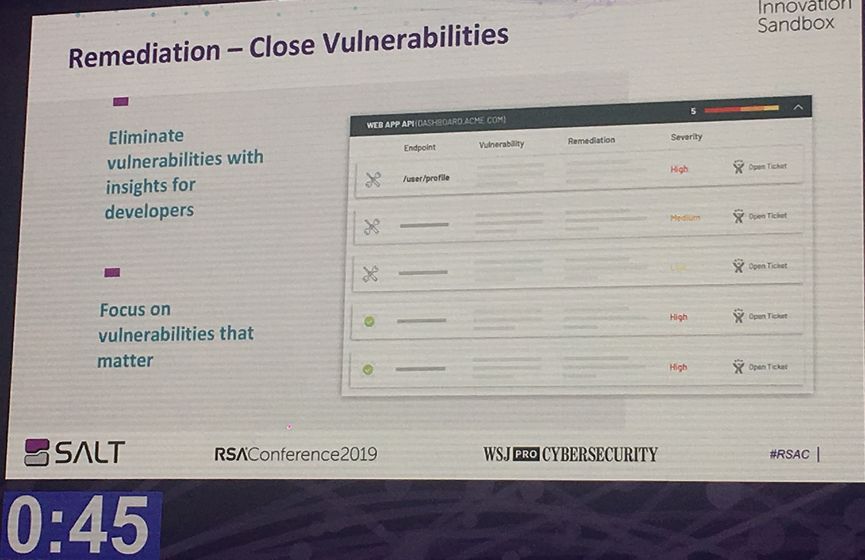 Innovation
Sandbox
Remediation – Close Vulnerabilities
Eliminate
vulnerabilities with
insights for
developers
Focus on
vulnerabilities that
matter
WEB APP API (DASHBOARD.ACME.COM)
5
Endpoint
Vulnerability
Remediation
Severity
/user/profile
High
Open Ticket
Medium
Open Ticket
Open Ticket
High
Open Ticket
High
Open Ticket
SALT
RSAConference2019
WSJ PRO CYBERSECURITY
#RSAC |
0:45